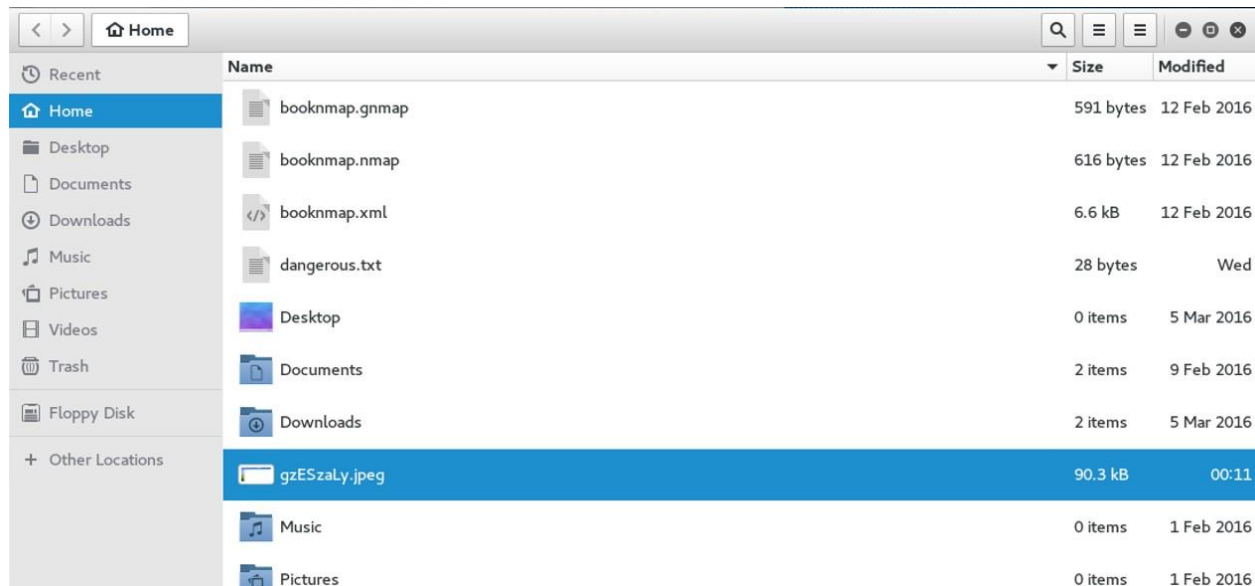 Home
Recent
Home
Desktop
Documents
Downloads
Music
Pictures
Videos
Trash
Floppy Disk
+ Other Locations
Name Size Modified
booknmap.gnmap 591 bytes 12 Feb 2016
booknmap.nmap 616 bytes 12 Feb 2016
booknmap.xml 6.6 kB 12 Feb 2016
dangerous.txt 28 bytes Wed
Desktop 0 items 5 Mar 2016
Documents 2 items 9 Feb 2016
Downloads 2 items 5 Mar 2016
gzESzaLy.jpeg 90.3 kB 00:11
Music 0 items 1 Feb 2016
Pictures 0 items 1 Feb 2016